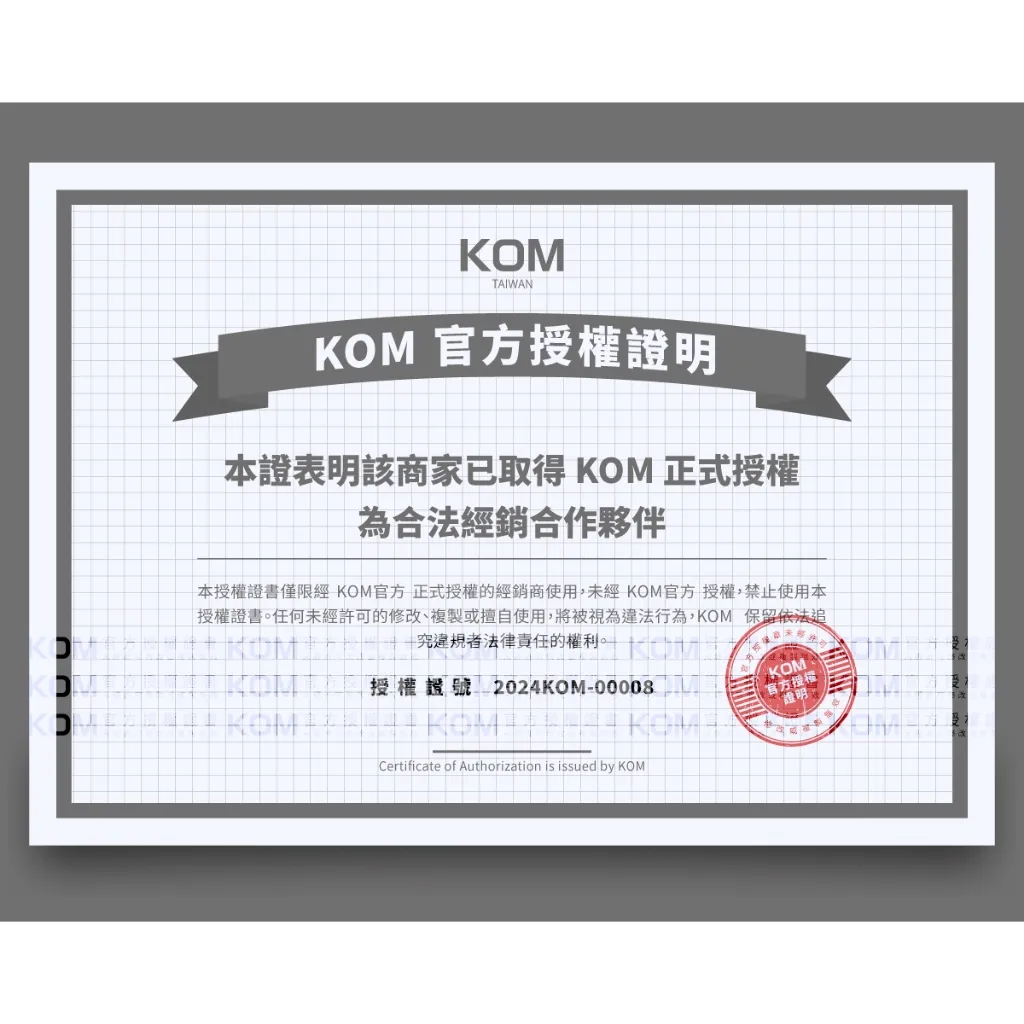 KOM
TAIWAN
KOM 官方授權證明
本證表明該商家已取得 KOM 正式授權
為合法經銷合作夥伴
本授權證書僅限經 KOM官方 正式授權的經銷商使用,未經 KOM官方 授權,禁止使用本
授權證書。任何未經許可的修改、複製或擅自使用,將被視為違法行為,KOM 保留依法追
究違規者法律責任的權利。
授權證號 2024KOM-00008
KOM
官方授權
證明
Certificate of Authorization is issued by KOM